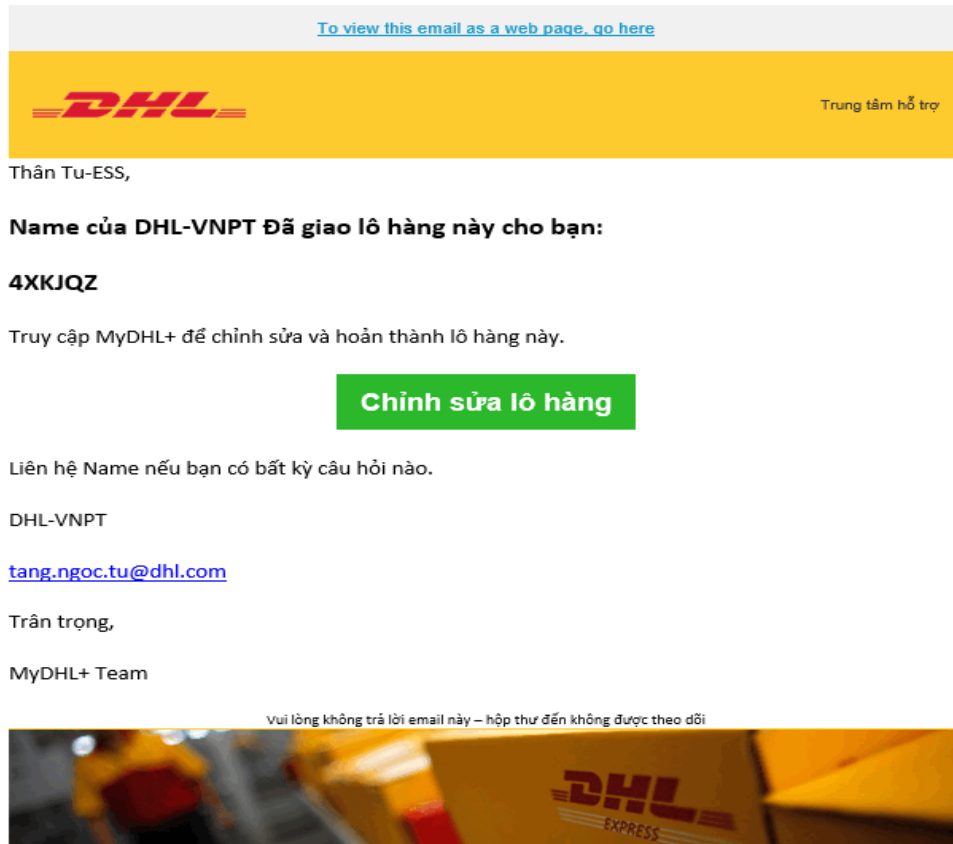 To view this email as a web page, go here
DHL
Trung tâm hỗ trợ
Thân Tu-ESS,
Name của DHL-VNPT Đã giao lô hàng này cho bạn:
4XKJQZ
Truy cập MyDHL+ để chỉnh sửa và hoản thành lô hàng này.
Chỉnh sửa lô hàng
Liên hệ Name nếu bạn có bất kỳ câu hỏi nào.
DHL-VNPT
tang.ngoc.tu@dhl.com
Trân trọng,
MyDHL+ Team
Vui lòng không trả lời email này – hộp thư đến không được theo dõi
DHL
EXPRESS